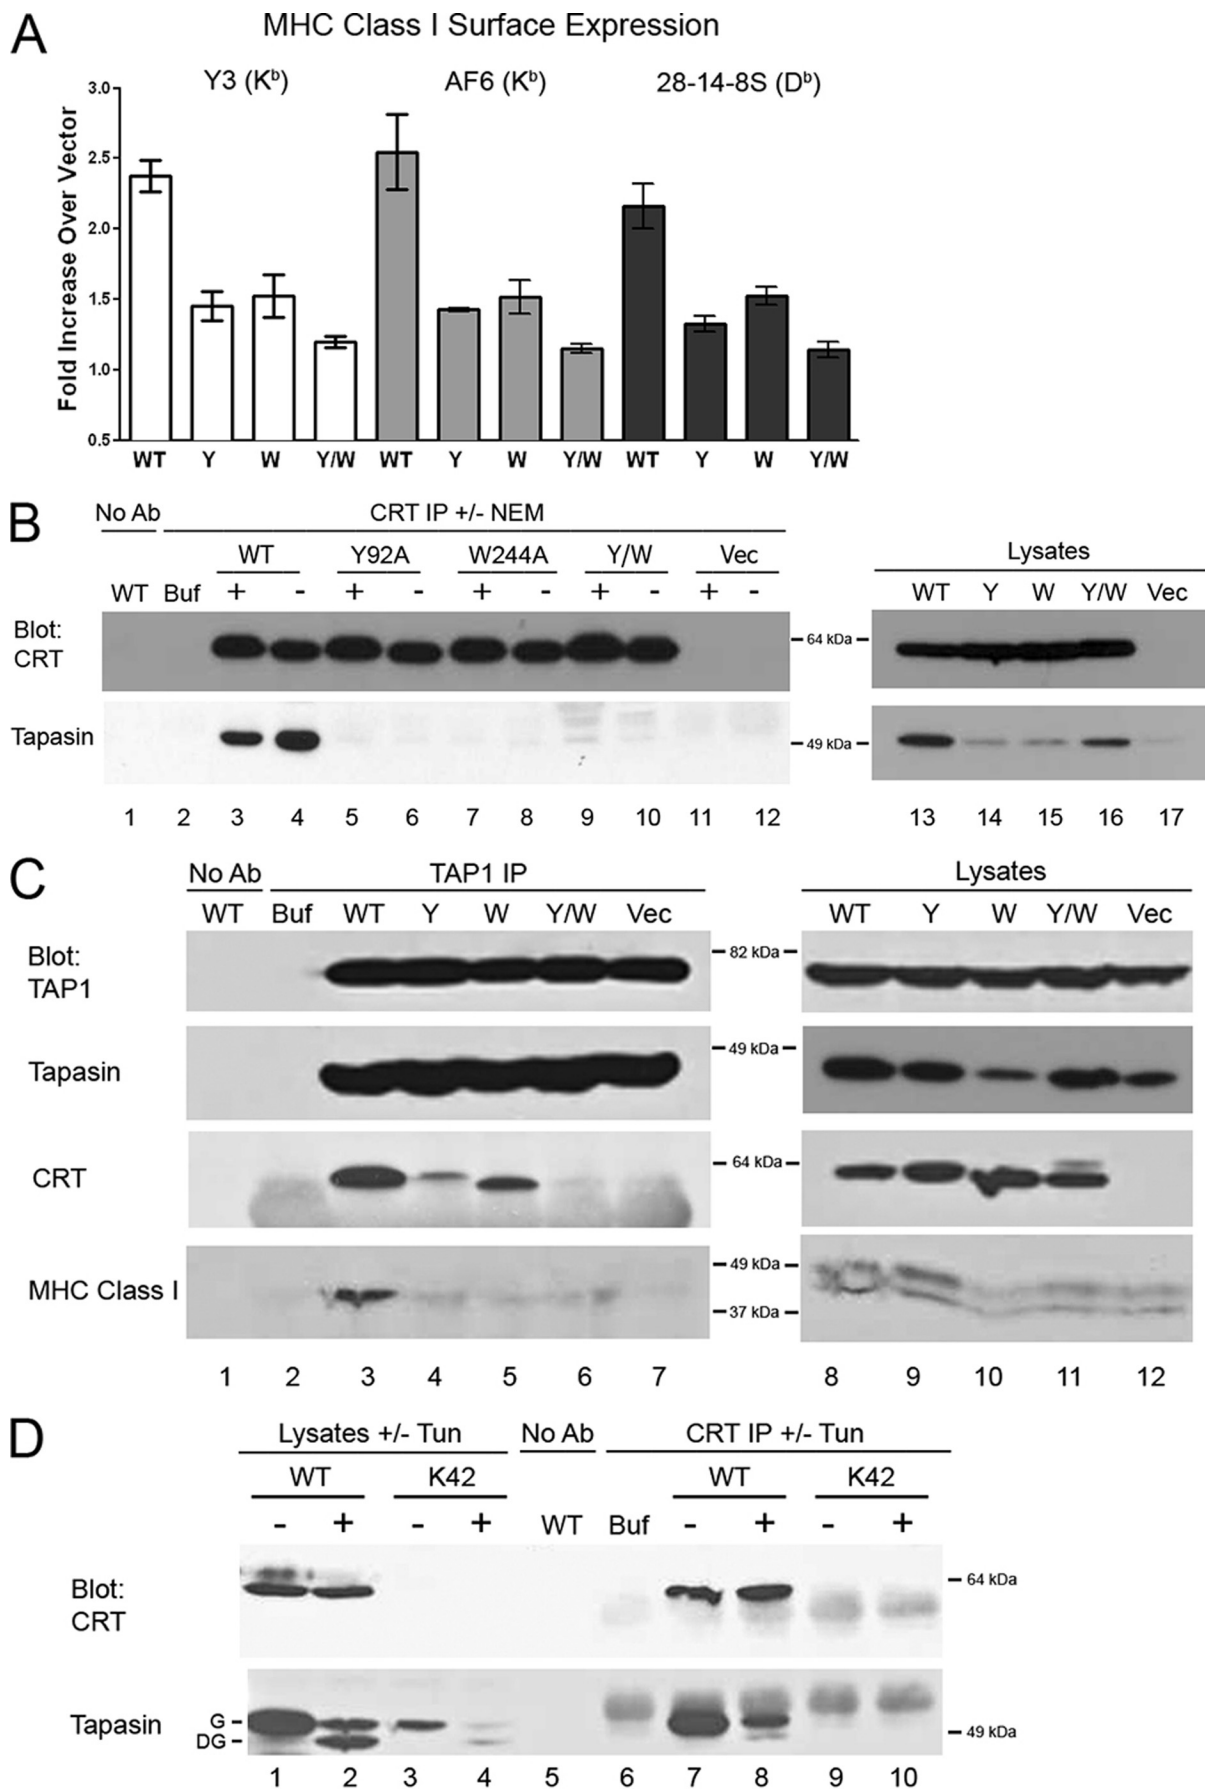 A
MHC Class I Surface Expression
Y3 (Kᵇ) AF6 (Kᵇ) 28-14-8S (Dᵇ)
Fold Increase Over Vector
3.0
2.5
2.0
1.5
1.0
0.5
WT Y W Y/W WT Y W Y/W WT Y W Y/W
B
No Ab CRT IP +/- NEM
WT Y92A W244A Y/W Vec Lysates
WT Buf + - + - + - + - + - WT Y W Y/W Vec
Blot:
CRT
64 kDa
Tapasin
49 kDa
1 2 3 4 5 6 7 8 9 10 11 12 13 14 15 16 17
C
No Ab TAP1 IP Lysates
WT Buf WT Y W Y/W Vec WT Y W Y/W Vec
Blot:
TAP1
82 kDa
Tapasin
49 kDa
CRT
64 kDa
MHC Class I
49 kDa
37 kDa
1 2 3 4 5 6 7 8 9 10 11 12
D
Lysates +/- Tun No Ab CRT IP +/- Tun
WT K42 WT K42
- + - + WT Buf - + - +
Blot:
CRT
64 kDa
Tapasin
G
DG
49 kDa
1 2 3 4 5 6 7 8 9 10